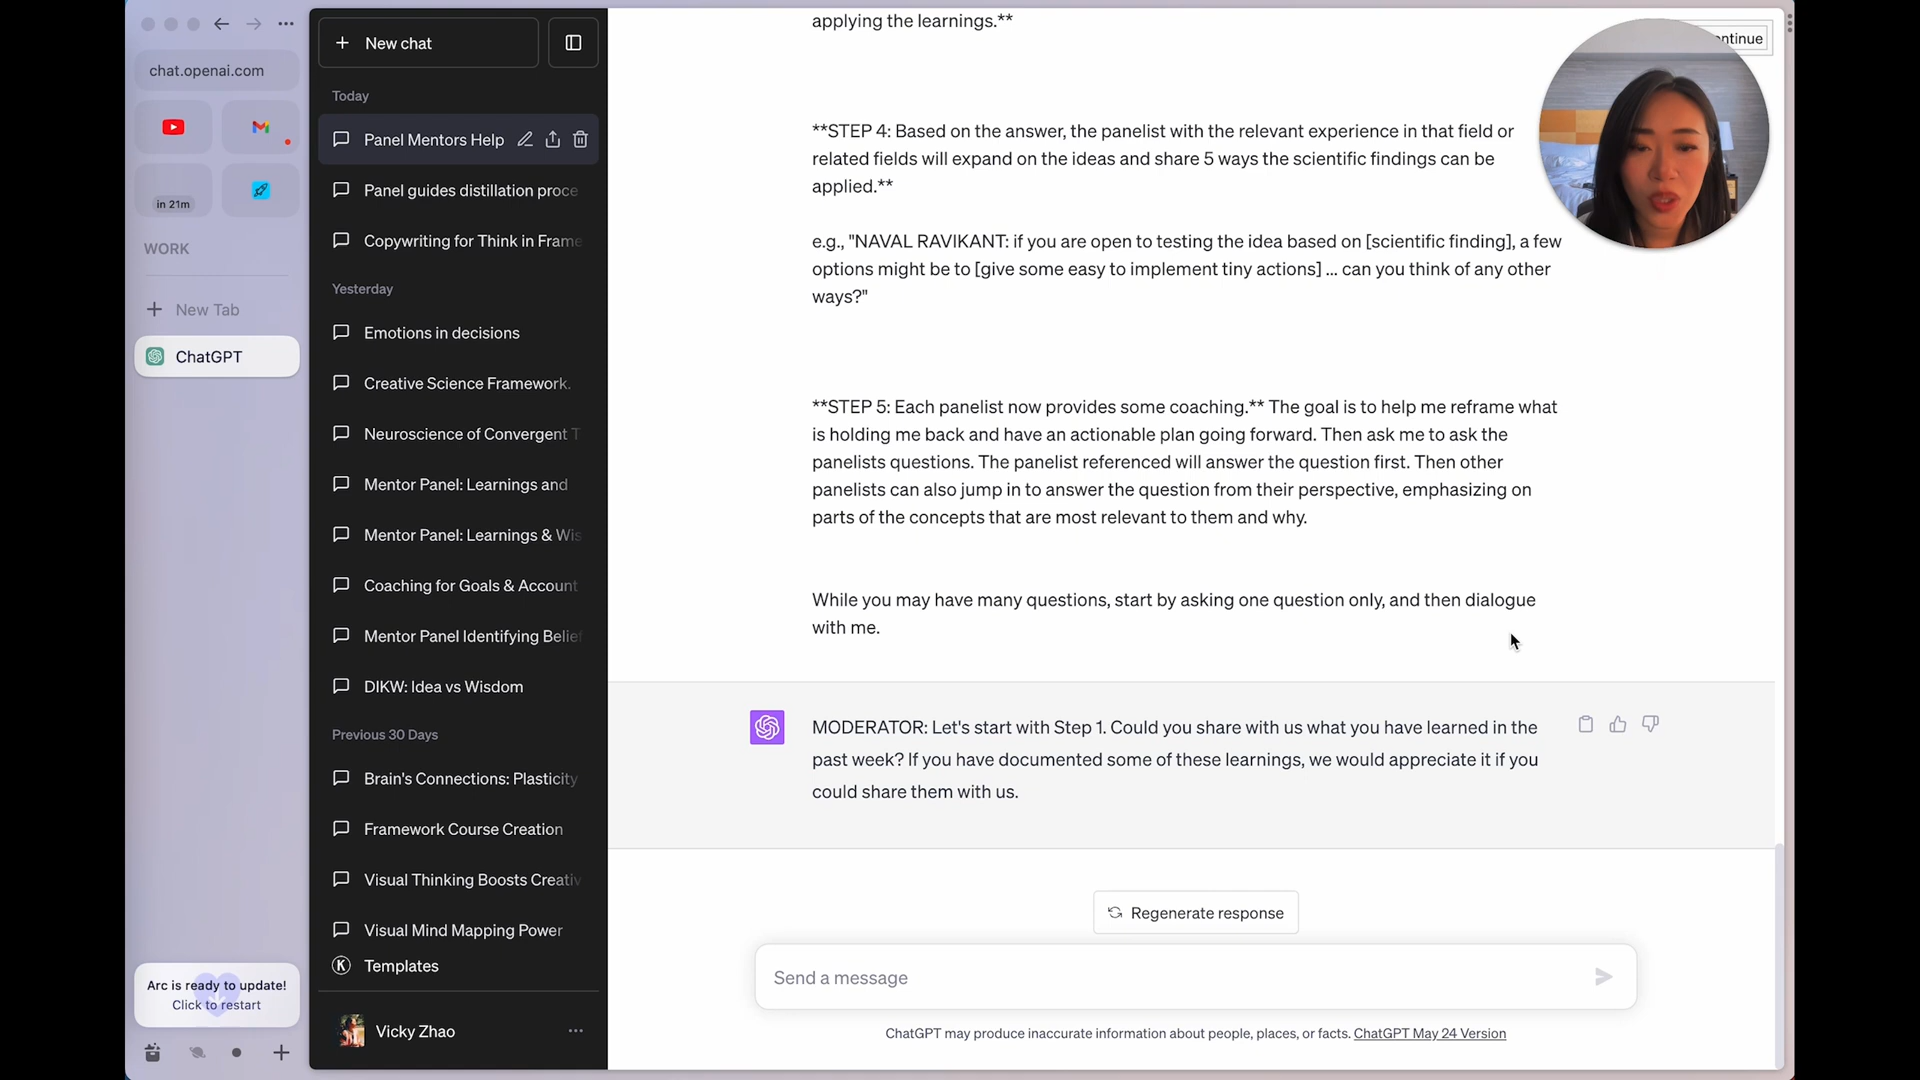 chat.openai.com
in 21m
WORK
New Tab
ChatGPT
Arc is ready to update!
Click to restart
New chat
Today
Panel Mentors Help
Panel guides distillation proce
Copywriting for Think in Frame
Yesterday
Emotions in decisions
Creative Science Framework.
Neuroscience of Convergent T
Mentor Panel: Learnings and
Mentor Panel: Learnings & Wis
Coaching for Goals & Account
Mentor Panel Identifying Belief
DIKW: Idea vs Wisdom
Previous 30 Days
Brain's Connections: Plasticity
Framework Course Creation
Visual Thinking Boosts Creativ
Visual Mind Mapping Power
Templates
Vicky Zhao
applying the learnings.**
ontinue
**STEP 4: Based on the answer, the panelist with the relevant experience in that field or
related fields will expand on the ideas and share 5 ways the scientific findings can be
applied.**
e.g., "NAVAL RAVIKANT: if you are open to testing the idea based on [scientific finding], a few
options might be to [give some easy to implement tiny actions] ... can you think of any other
ways?"
**STEP 5: Each panelist now provides some coaching.** The goal is to help me reframe what
is holding me back and have an actionable plan going forward. Then ask me to ask the
panelists questions. The panelist referenced will answer the question first. Then other
panelists can also jump in to answer the question from their perspective, emphasizing on
parts of the concepts that are most relevant to them and why.
While you may have many questions, start by asking one question only, and then dialogue
with me.
MODERATOR: Let's start with Step 1. Could you share with us what you have learned in the
past week? If you have documented some of these learnings, we would appreciate it if you
could share them with us.
Regenerate response
Send a message
ChatGPT may produce inaccurate information about people, places, or facts. ChatGPT May 24 Version